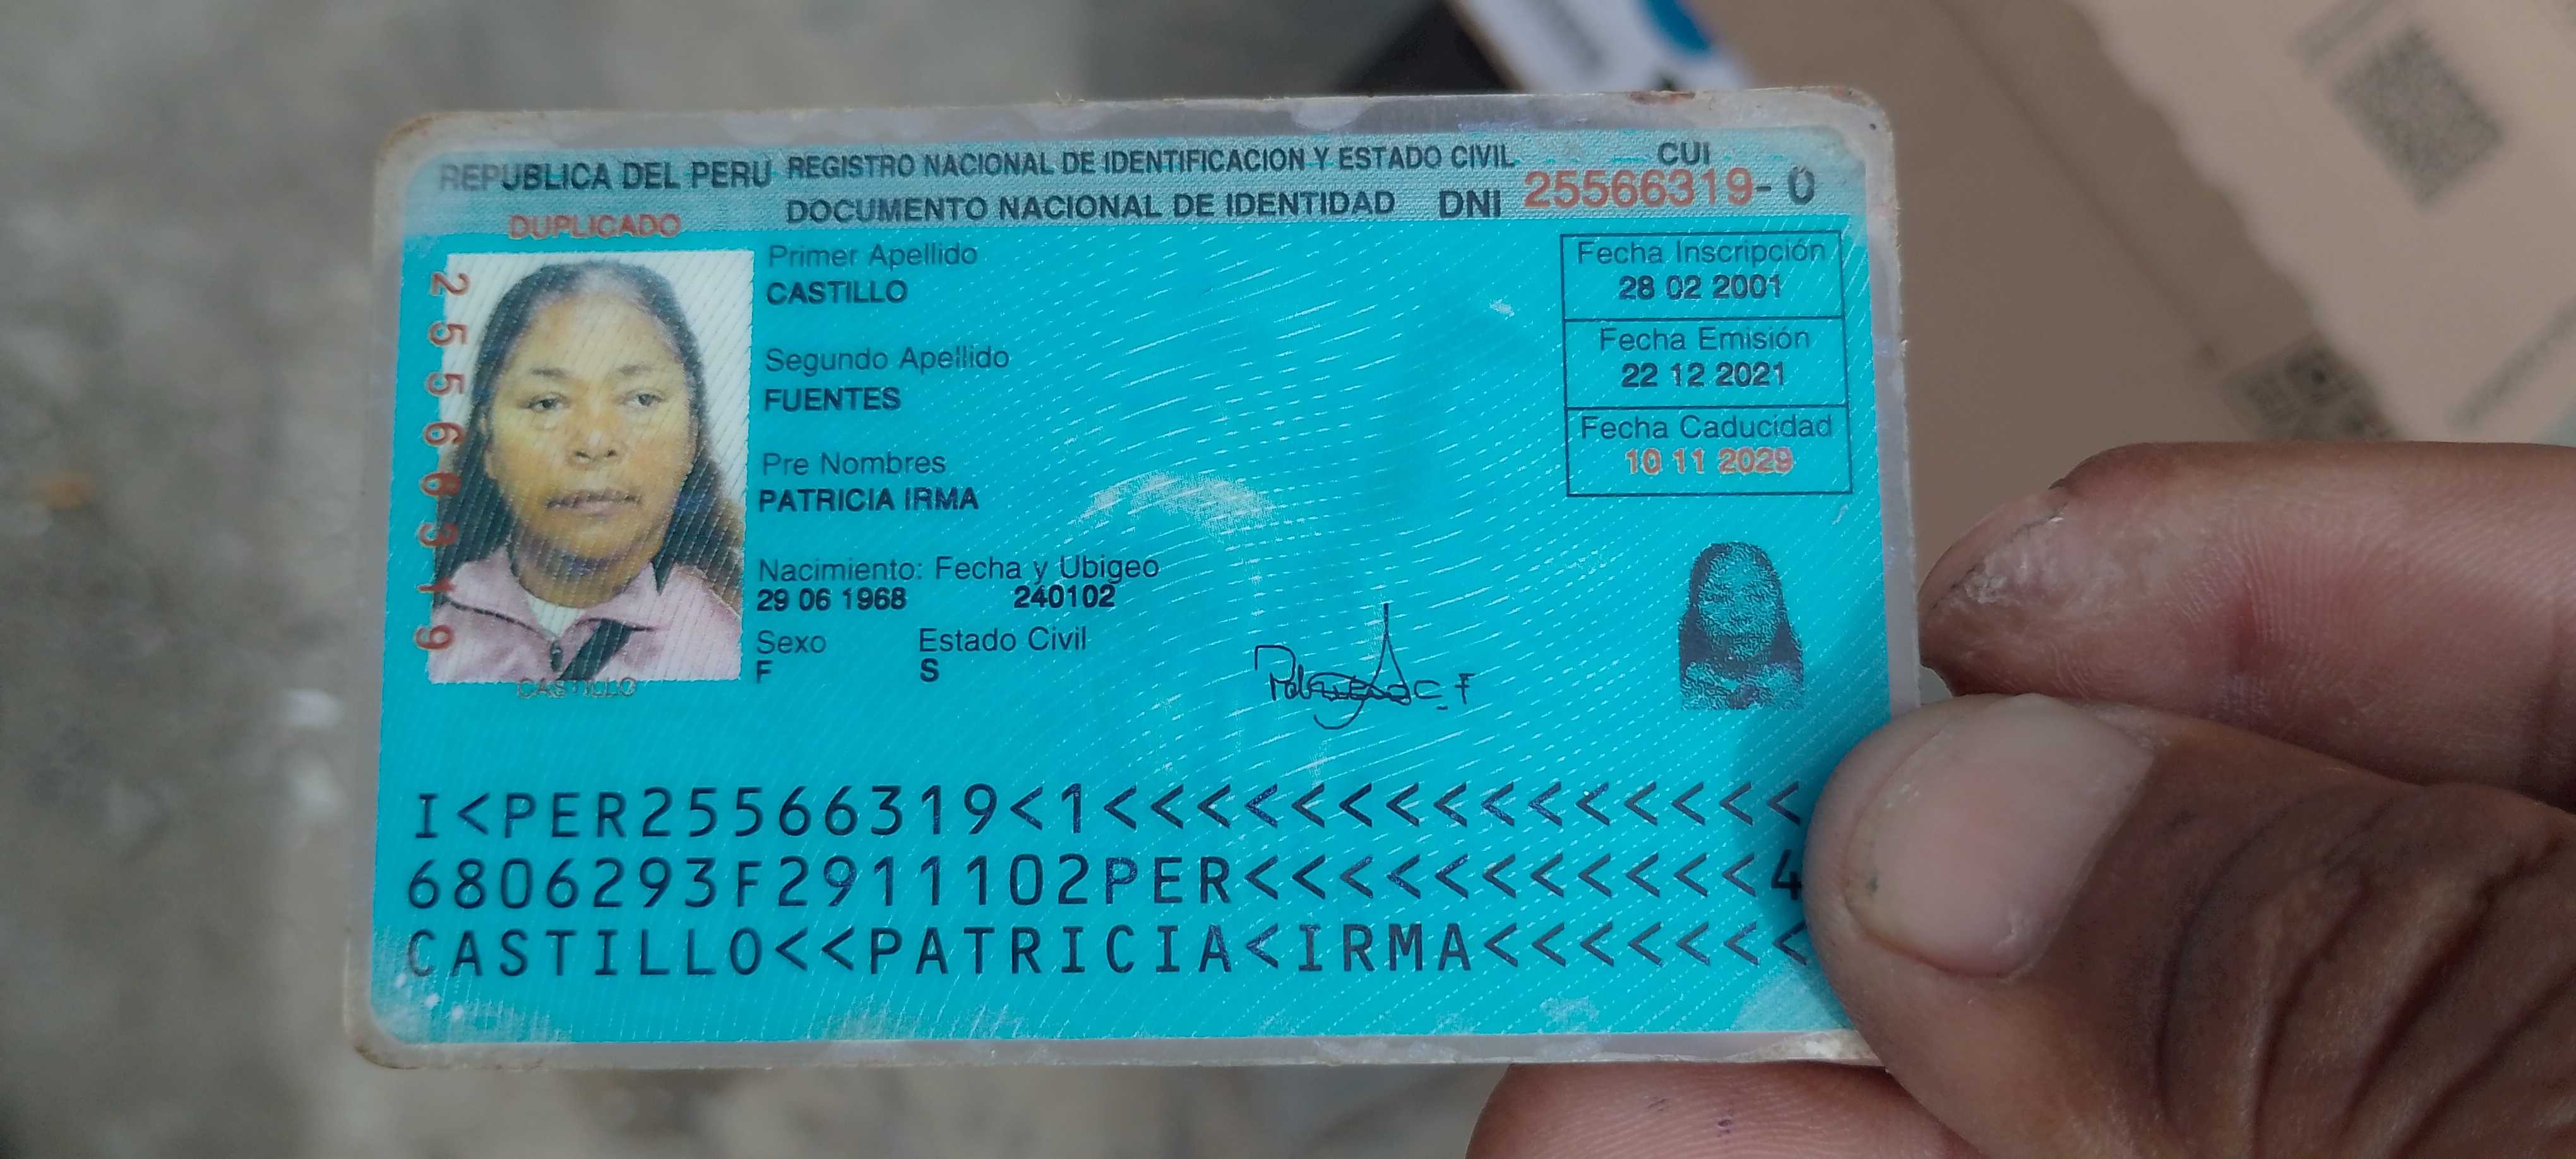 REPUBLICA DEL PERU REGISTRO NACIONAL DE IDENTIFICACION Y ESTADO CIVIL CUI
DUPLICADO DOCUMENTO NACIONAL DE IDENTIDAD DNI 25566319-0
25566319
Primer Apellido
CASTILLO
Segundo Apellido
FUENTES
Pre Nombres
PATRICIA IRMA
Nacimiento: Fecha y Ubigeo
29 06 1968 240102
Sexo Estado Civil
F S
CASTILLO
Fecha Inscripción
28 02 2001
Fecha Emisión
22 12 2021
Fecha Caducidad
10 11 2029
I<PER25566319<1<<<<<<<<<<<<<<<
6806293F2911102PER<<<<<<<<<<<4
CASTILLO<<PATRICIA<IRMA<<<<<<<